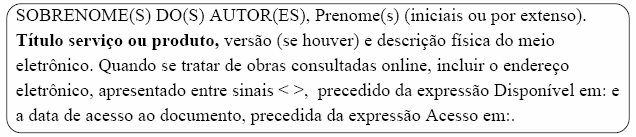 SOBRENOME(S) DO(S) AUTOR(ES), Prenome(s) (iniciais ou por extenso).
Título serviço ou produto, versão (se houver) e descrição física do meio
eletrônico. Quando se tratar de obras consultadas online, incluir o endereço
eletrônico, apresentado entre sinais < >, precedido da expressão Disponível em: e
a data de acesso ao documento, precedida da expressão Acesso em:.